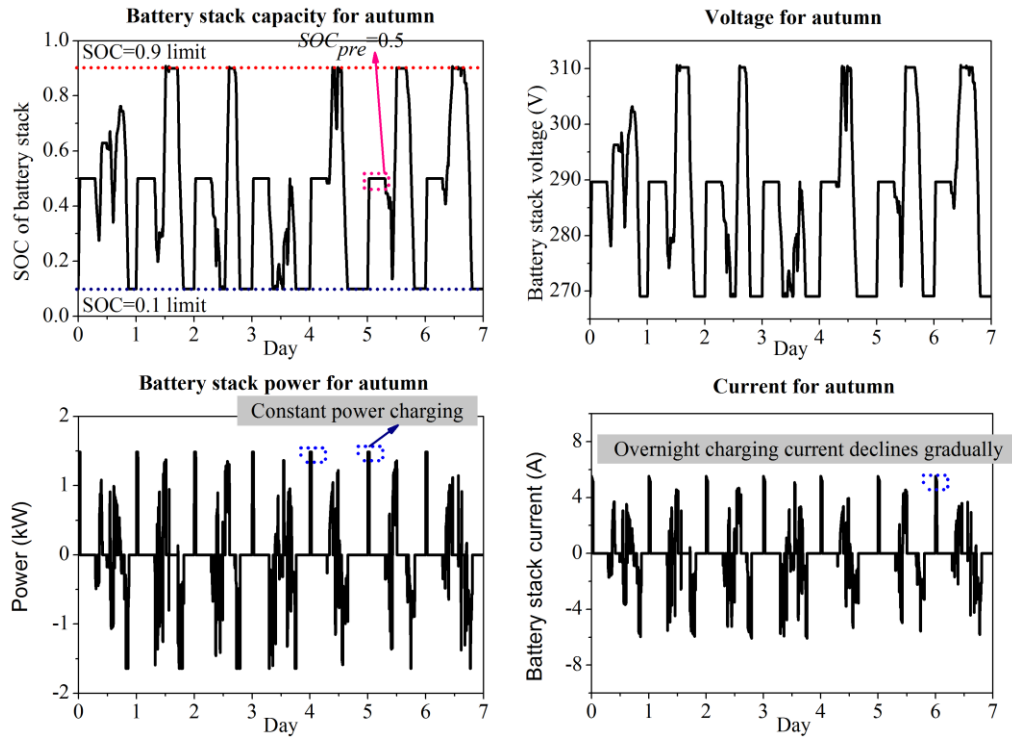 Battery stack capacity for autumn
SOC=0.9 limit
SOCpre=0.5
1.0
0.8
0.6
0.4
0.2
0.0
SOC of battery stack
SOC=0.1 limit
0 1 2 3 4 5 6 7
Day
Voltage for autumn
310
300
290
280
270
Battery stack voltage (V)
0 1 2 3 4 5 6 7
Day
Battery stack power for autumn
Constant power charging
2
1
0
-1
-2
Power (kW)
0 1 2 3 4 5 6 7
Day
Current for autumn
Overnight charging current declines gradually
8
4
0
-4
-8
Battery stack current (A)
0 1 2 3 4 5 6 7
Day